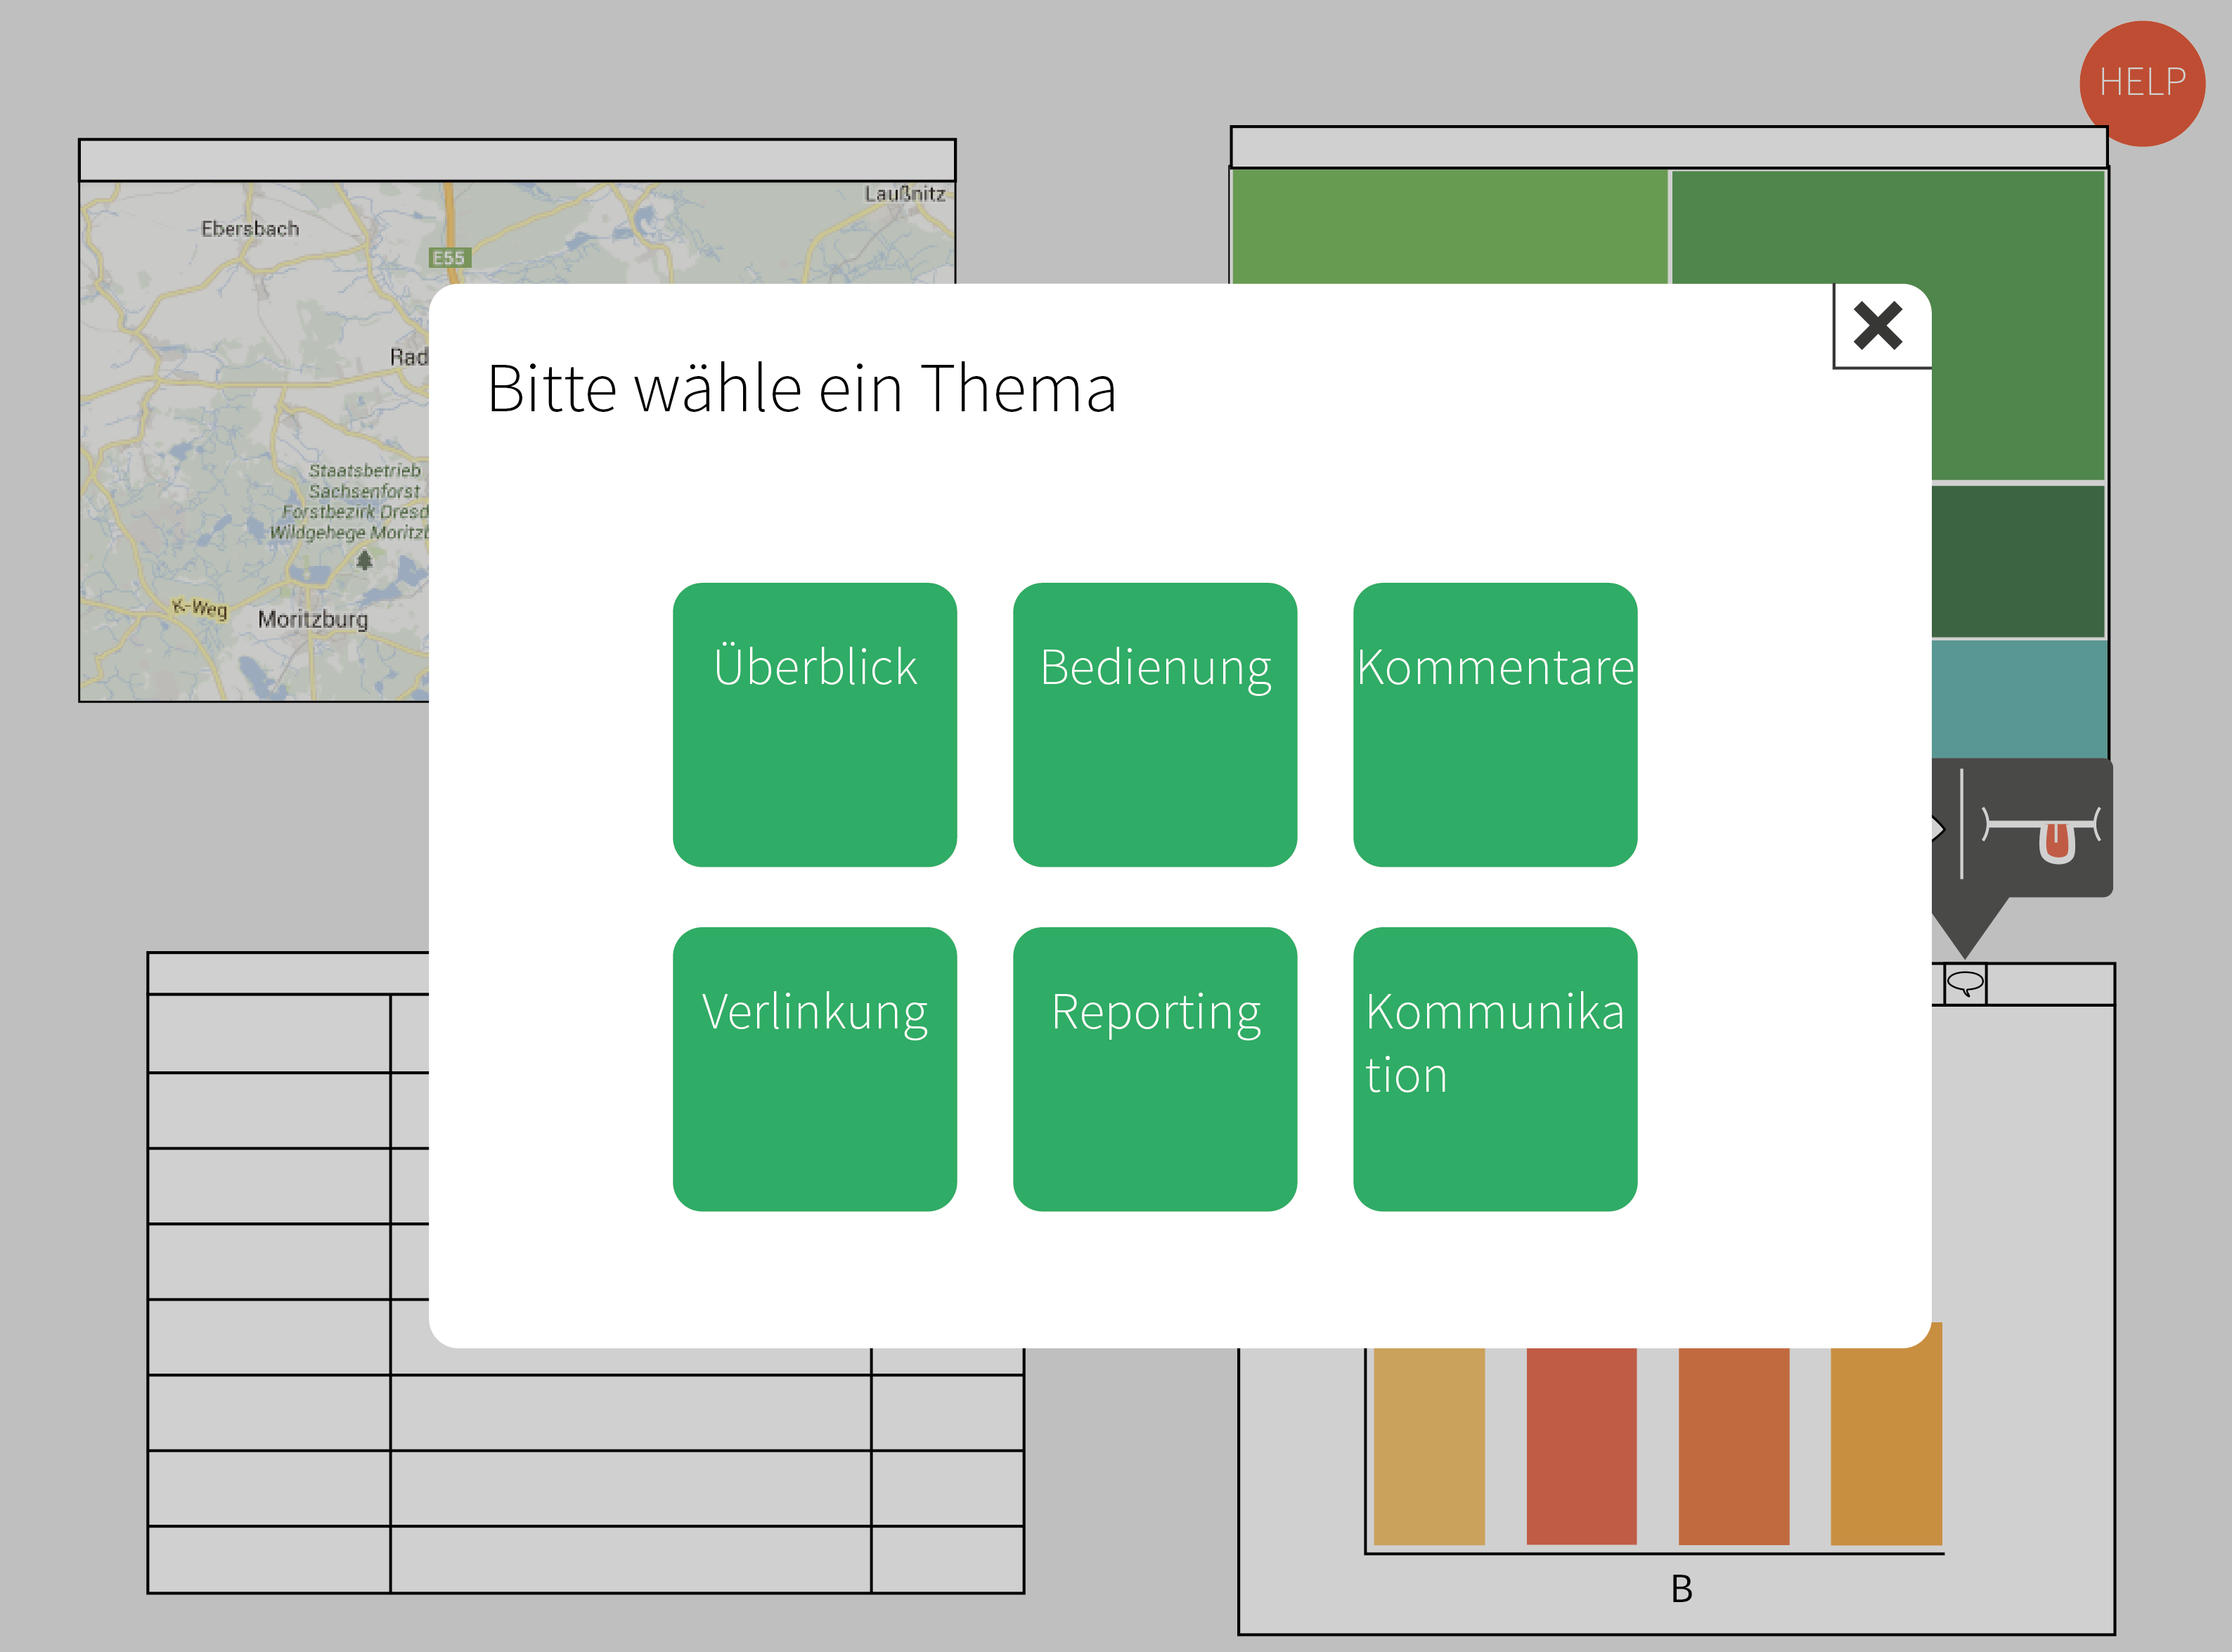 HELP
Laußnitz
Ebersbach
E55
Rad
Bitte wähle ein Thema
Staatsbetrieb
Sachsenforst
Forstbezirk Dresd
Wildgehege Moritzb
K-Weg
Moritzburg
Überblick
Bedienung
Kommentare
Verlinkung
Reporting
Kommunika
tion
B